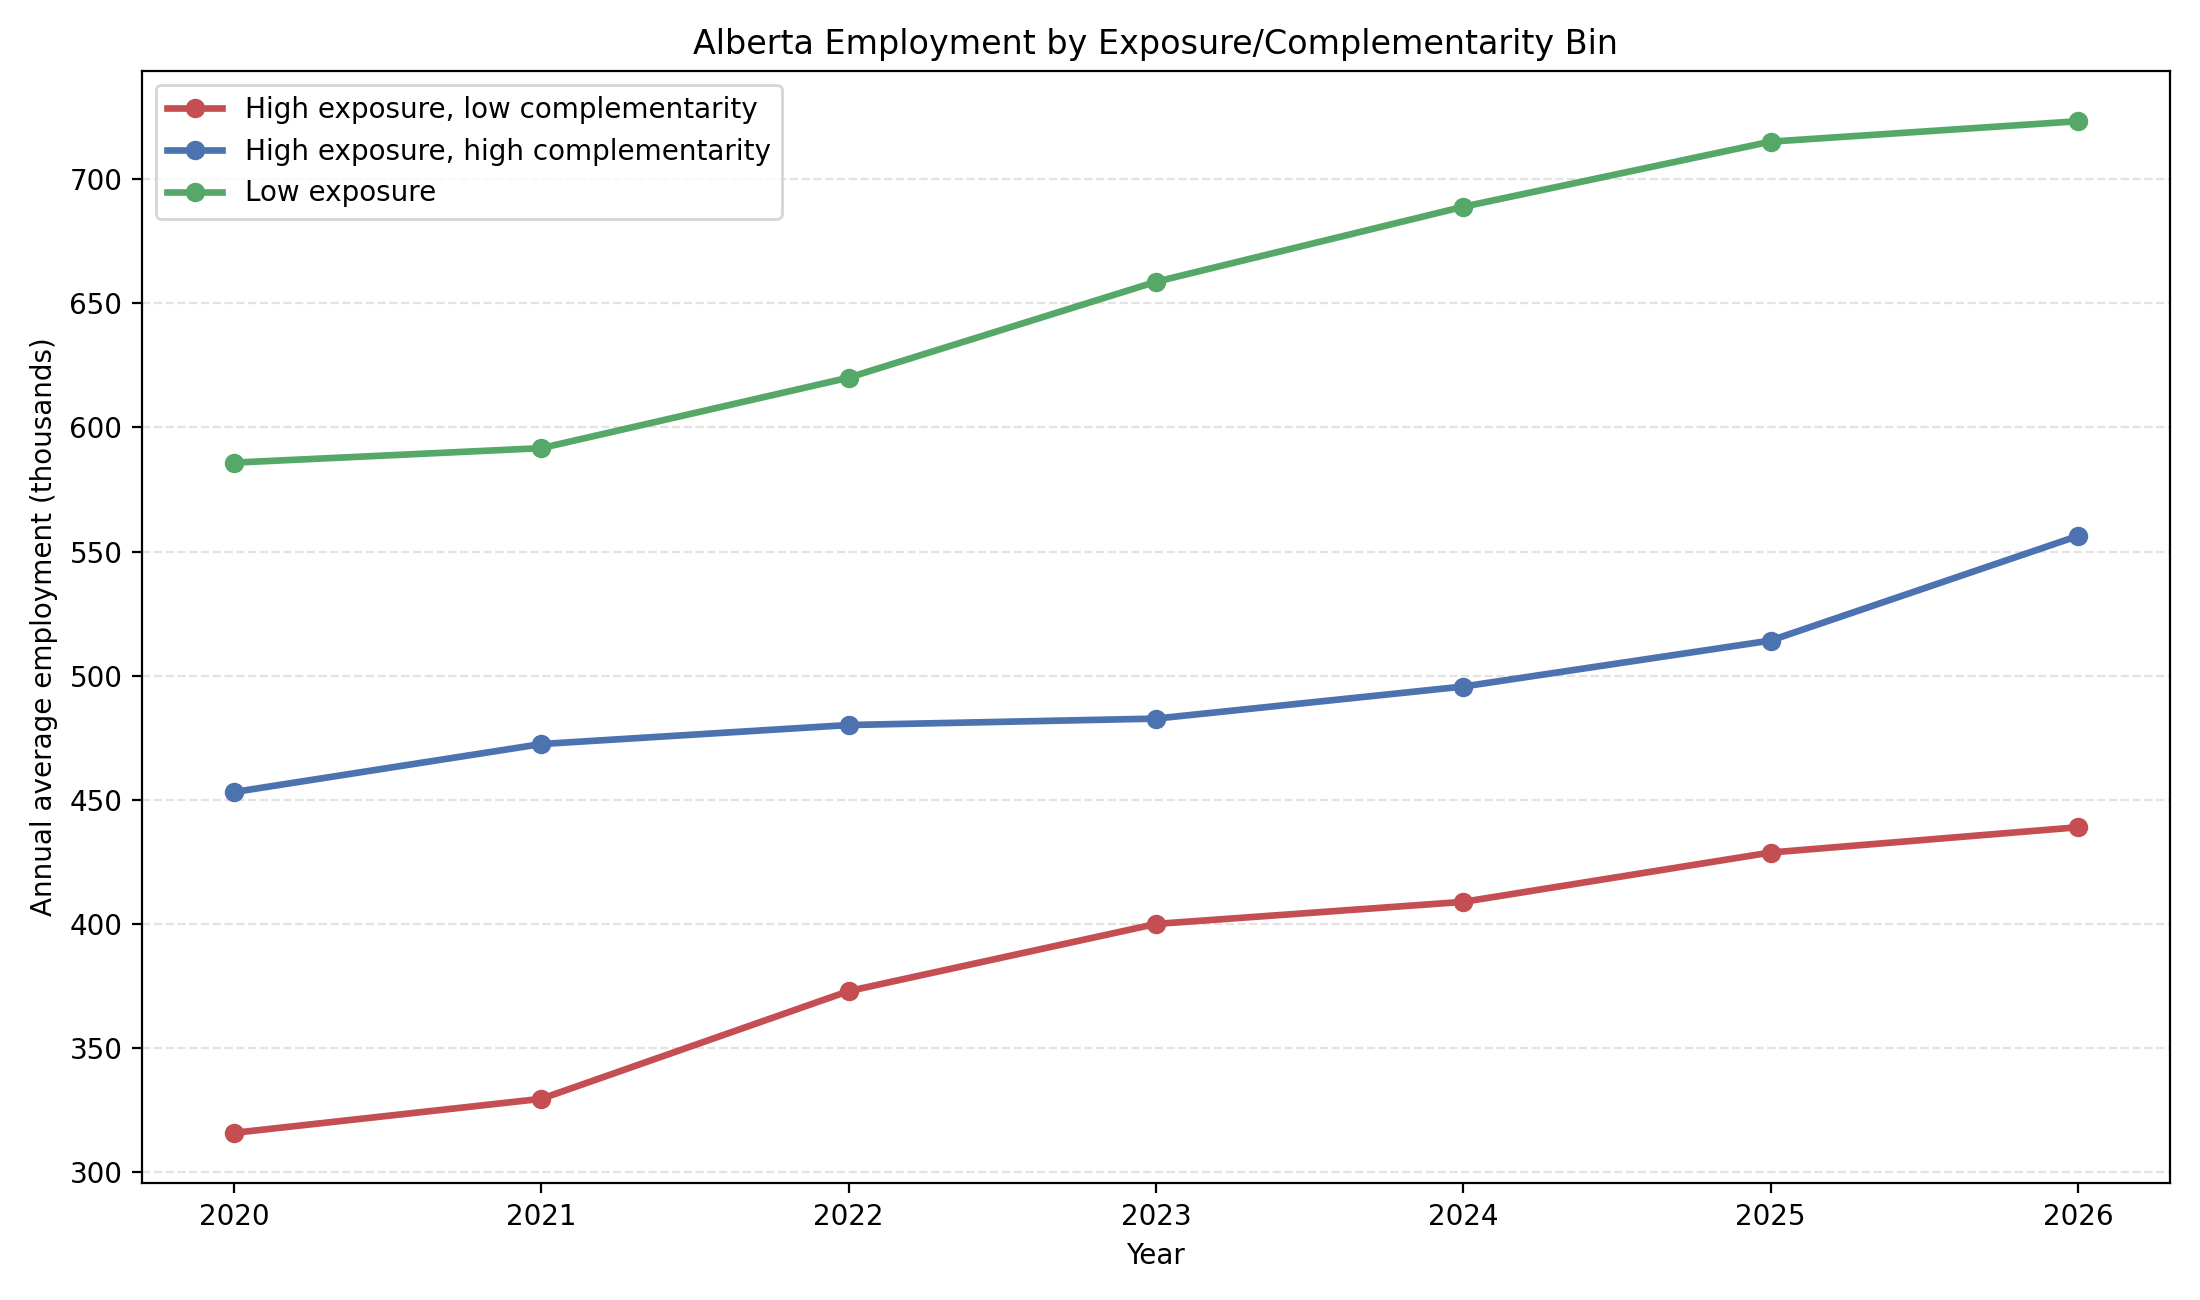 Alberta Employment by Exposure/Complementarity Bin
High exposure, low complementarity
High exposure, high complementarity
Low exposure
Annual average employment (thousands)
700
650
600
550
500
450
400
350
300
2020 2021 2022 2023 2024 2025 2026
Year